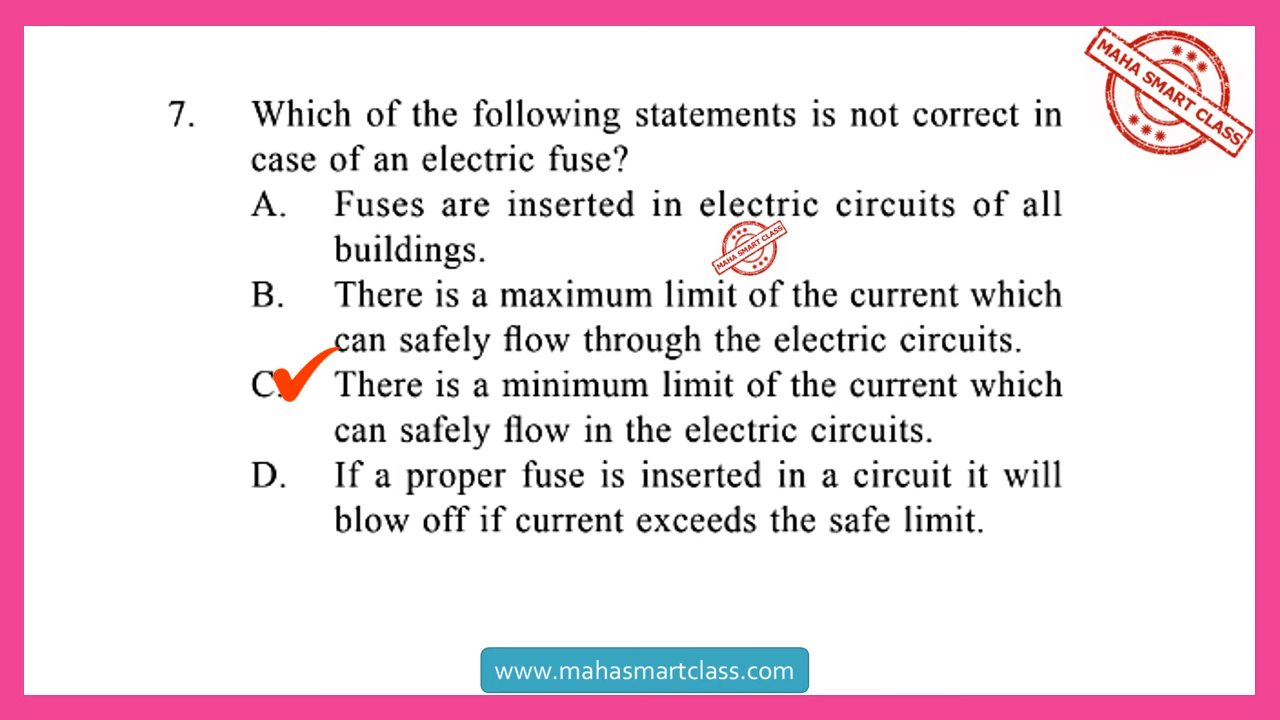 MAHA SMART CLASS
7. Which of the following statements is not correct in
case of an electric fuse?
A. Fuses are inserted in electric circuits of all
buildings.
MAHA SMART CLASS
B. There is a maximum limit of the current which
can safely flow through the electric circuits.
C. There is a minimum limit of the current which
can safely flow in the electric circuits.
D. If a proper fuse is inserted in a circuit it will
blow off if current exceeds the safe limit.
www.mahasmartclass.com